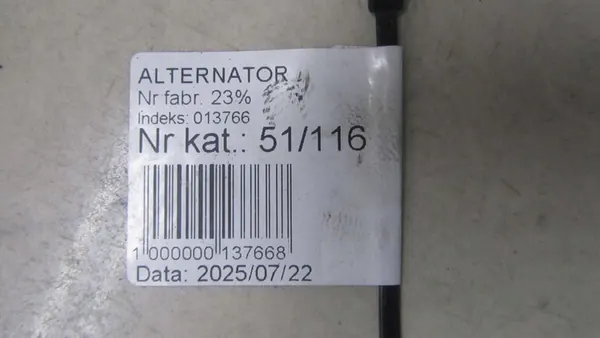 ALTERNATOR
Nr fabr. 23%
Indeks: 013766
Nr kat.: 51/116
1 000000 137668
Data: 2025/07/22